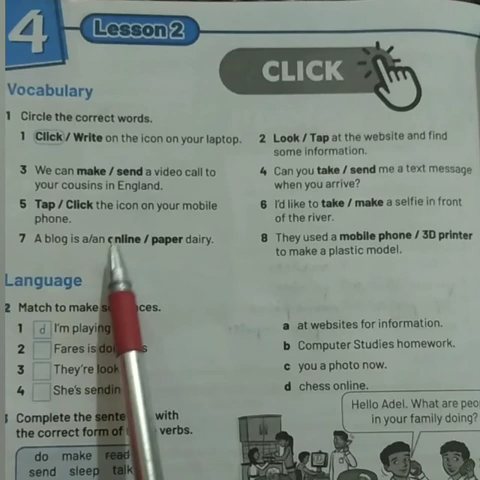 4
Lesson 2
CLICK
Vocabulary
1 Circle the correct words.
1 Click / Write on the icon on your laptop.
2 Look / Tap at the website and find
some information.
3 We can make / send a video call to
your cousins in England.
4 Can you take / send me a text message
when you arrive?
5 Tap / Click the icon on your mobile
phone.
6 I'd like to take / make a selfie in front
of the river.
7 A blog is a/an online / paper dairy.
8 They used a mobile phone / 3D printer
to make a plastic model.
Language
2 Match to make
1 d I'm playing
2 Fares is
3 They're
4 She's
a at websites for information.
b Computer Studies homework.
c you a photo now.
d chess online.
Complete the with
the correct form of verbs.
do make read
send sleep talk
Hello Adel. What are
in your family doing?